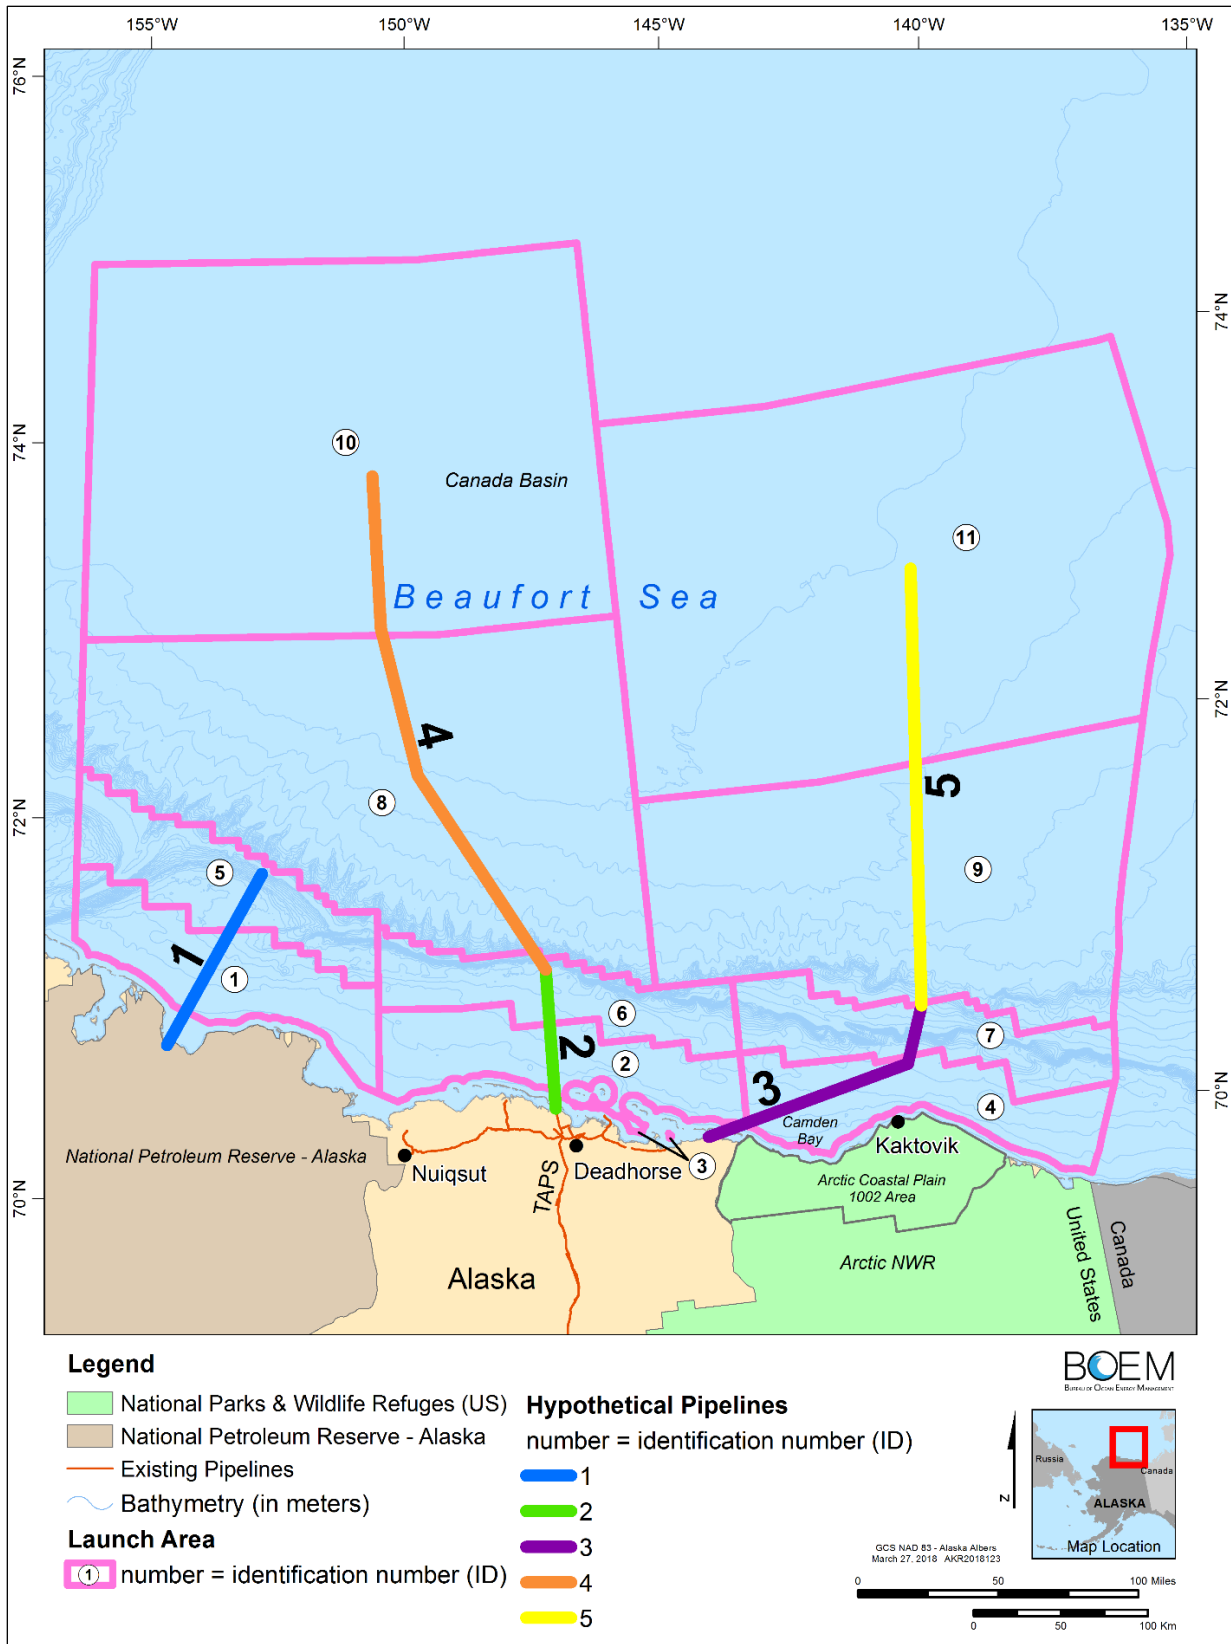 155°W
150°W
145°W
140°W
135°W
76°N
74°N
74°N
10
Canada Basin
11
Beaufort Sea
72°N
4
5
72°N
8
5
9
1
1
6
7
2
2
70°N
3
4
Camden
Bay
Kaktovik
National Petroleum Reserve - Alaska
Nuiqsut
TAPS
Deadhorse
3
Arctic Coastal Plain
1002 Area
70°N
Alaska
Arctic NWR
United States
Canada
Legend
National Parks & Wildlife Refuges (US)
National Petroleum Reserve - Alaska
Existing Pipelines
Bathymetry (in meters)
Launch Area
1 number = identification number (ID)
Hypothetical Pipelines
number = identification number (ID)
1
2
3
4
5
BOEM
BUREAU OF OCEAN ENERGY MANAGEMENT
N
Russia
Canada
ALASKA
Map Location
GCS NAD 83 - Alaska Albers
March 27, 2018 AKR2018123
0 50 100 Miles
0 50 100 Km